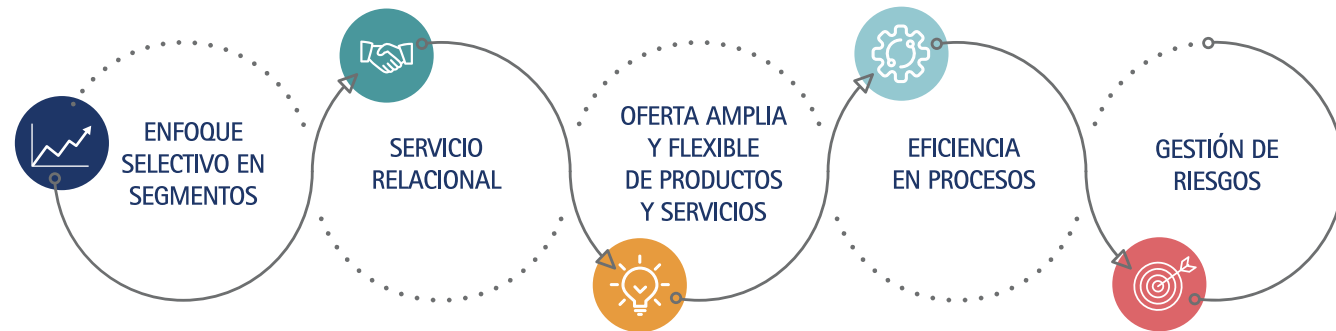 ENFOQUE
SELECTIVO EN
SEGMENTOS
SERVICIO
RELACIONAL
OFERTA AMPLIA
Y FLEXIBLE
DE PRODUCTOS
Y SERVICIOS
EFICIENCIA
EN PROCESOS
GESTIÓN DE
RIESGOS